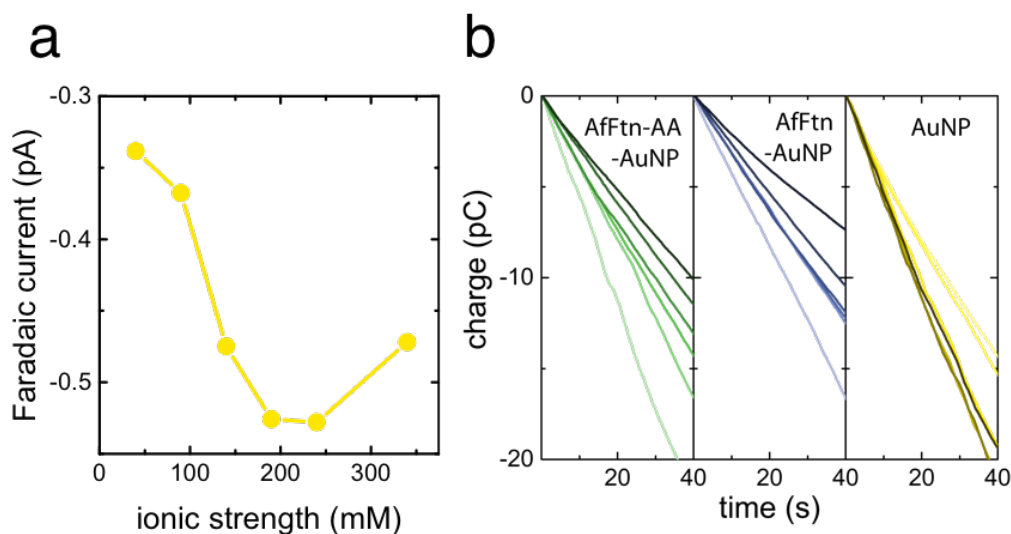 a
b
-0.3
-0.4
-0.5
0
100
200
300
Faradaic current (pA)
ionic strength (mM)
0
-10
-20
charge (pC)
AfFtn-AA
-AuNP
AfFtn
-AuNP
AuNP
20
40
20
40
20
40
time (s)